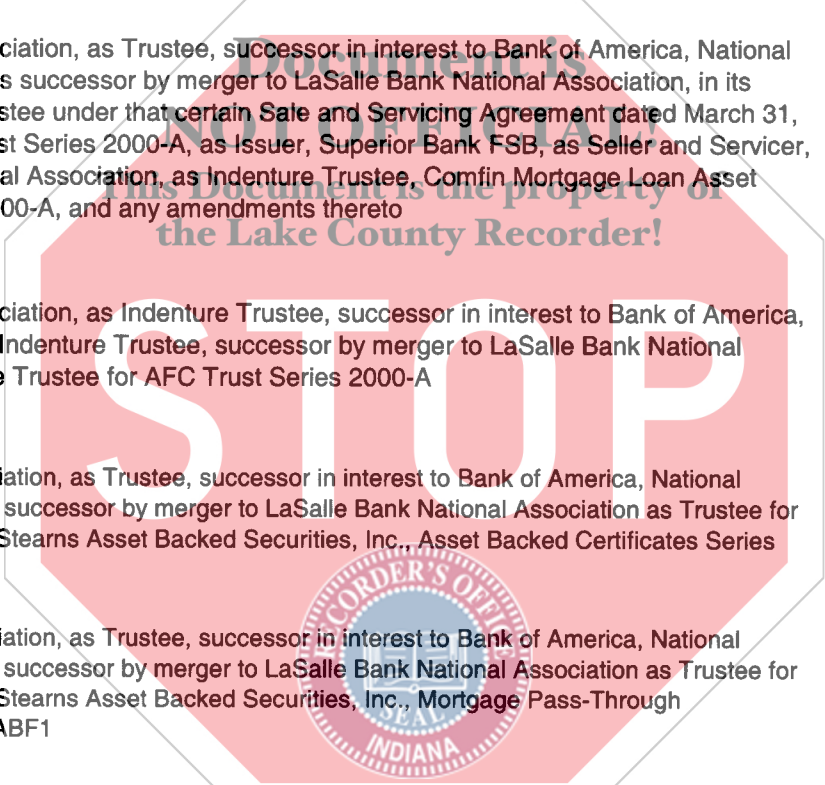 ciation, as Trustee, successor in interest to Bank of America, National
s successor by merger to LaSalle Bank National Association, in its
stee under that certain Sale and Servicing Agreement dated March 31,
st Series 2000-A, as Issuer, Superior Bank FSB, as Seller and Servicer,
al Association, as Indenture Trustee, Comfin Mortgage Loan Asset
00-A, and any amendments thereto
Document is
NOT OFFICIAL!
This Document is the property of
the Lake County Recorder!
ciation, as Indenture Trustee, successor in interest to Bank of America,
Indenture Trustee, successor by merger to LaSalle Bank National
e Trustee for AFC Trust Series 2000-A
STOP
iation, as Trustee, successor in interest to Bank of America, National
successor by merger to LaSalle Bank National Association as Trustee for
Stearns Asset Backed Securities, Inc., Asset Backed Certificates Series
iation, as Trustee, successor in interest to Bank of America, National
successor by merger to LaSalle Bank National Association as Trustee for
Stearns Asset Backed Securities, Inc., Mortgage Pass-Through
ABF1
RECORDER'S OFFICE
SEAL
INDIANA